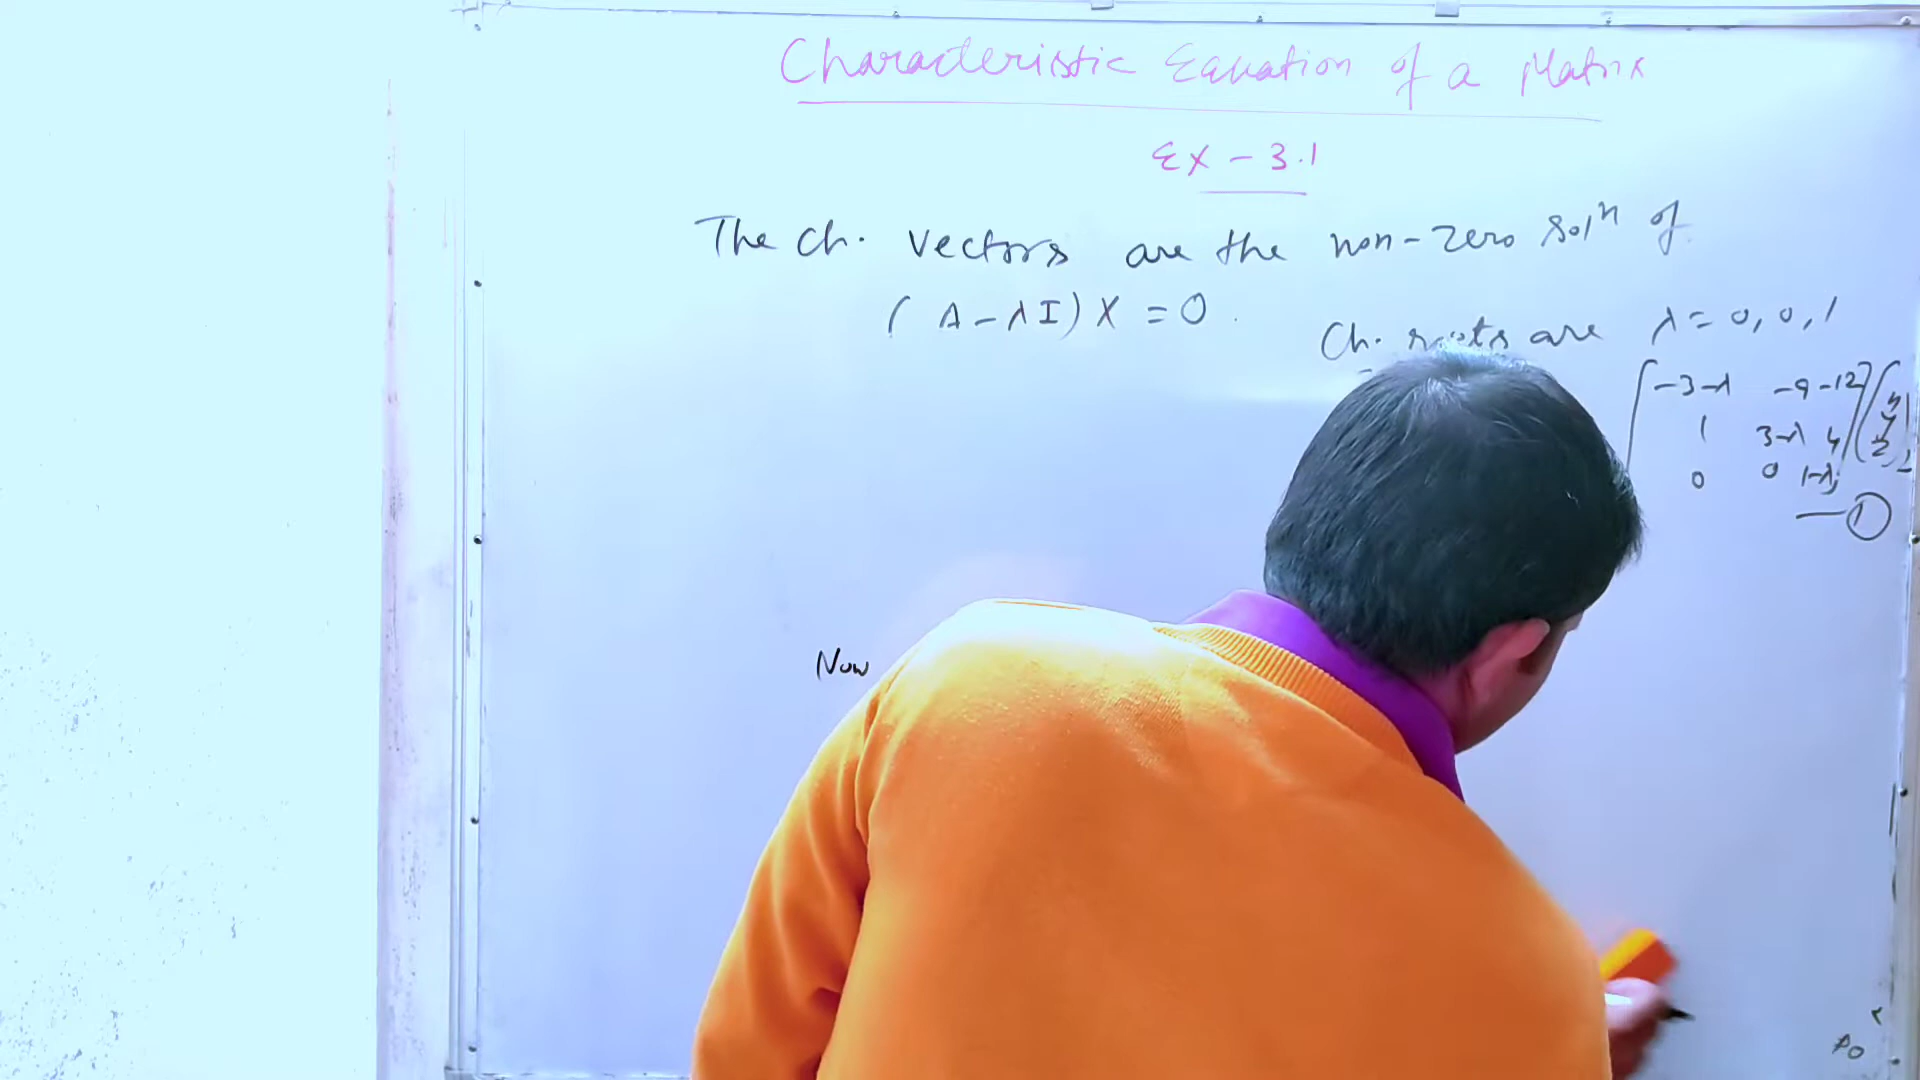 Characteristic Equation of a Matrix
Ex - 3.1
The ch. vectors are the non-zero solⁿ of
(A-λI)X = 0.
Ch. roots are λ = 0, 0, 1
-3-λ -9 -12
1 3-λ 4
0 0 1-λ
①
Now